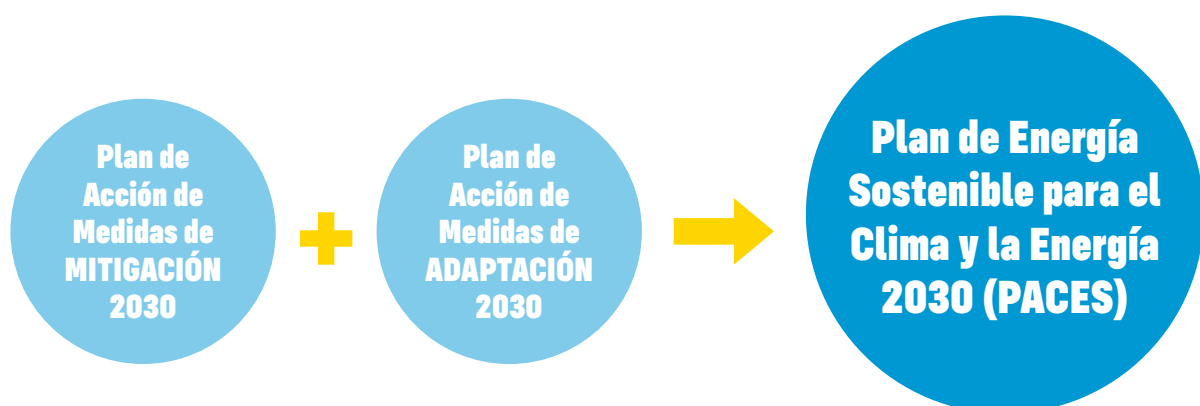 Plan de
Acción de
Medidas de
MITIGACIÓN
2030
Plan de
Acción de
Medidas de
ADAPTACIÓN
2030
Plan de Energía
Sostenible para el
Clima y la Energía
2030 (PACES)